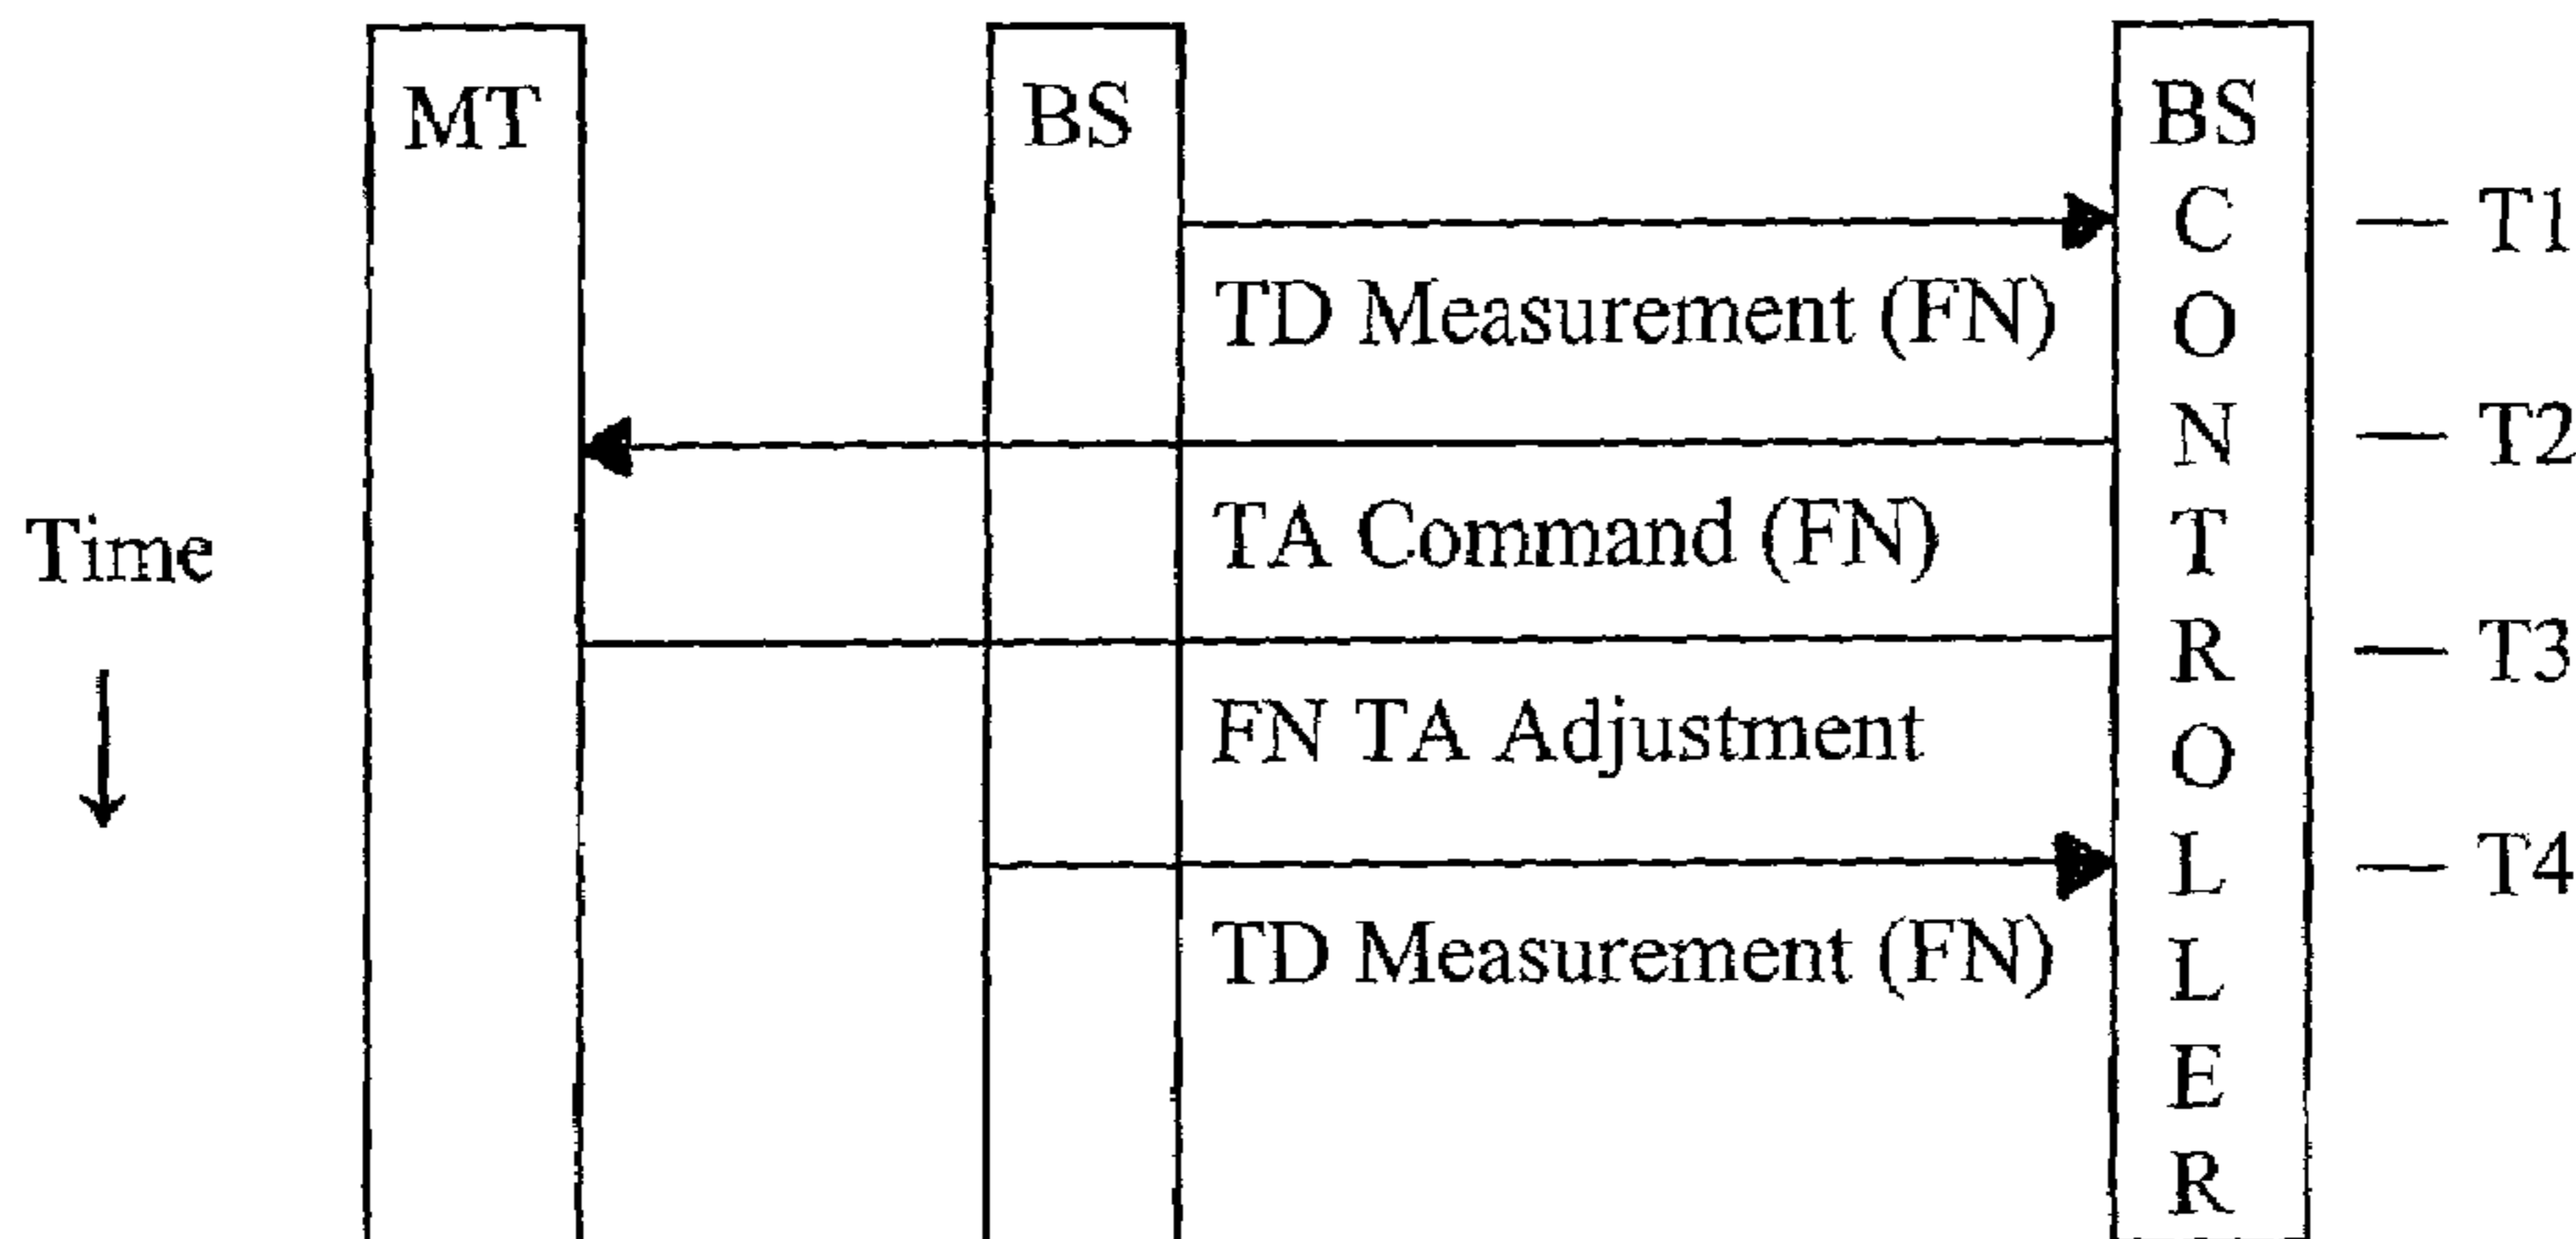 MT
BS
BS
CONTROLLER
T1
TD Measurement (FN)
T2
TA Command (FN)
Time
T3
FN TA Adjustment
T4
TD Measurement (FN)